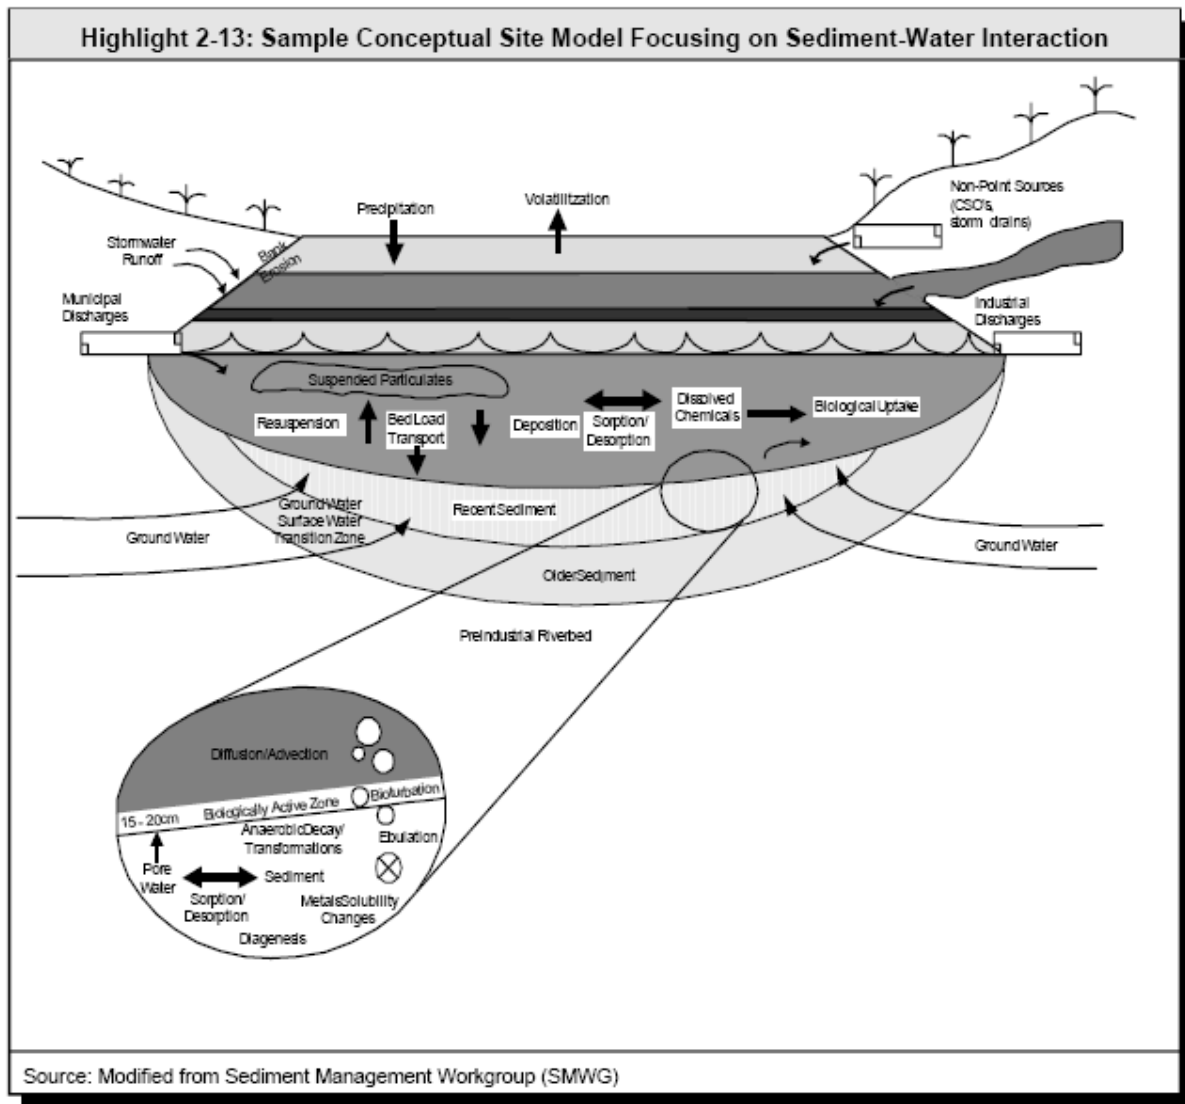 Highlight 2-13: Sample Conceptual Site Model Focusing on Sediment-Water Interaction
Non-Point Sources
(CSO's,
storm drains)
Volatilitzation
Precipitation
Stormwater
Runoff
Bank
Erosion
Municipal
Discharges
Industrial
Discharges
Suspended Particulates
Resuspension
Bed Load
Transport
Deposition
Sorption/
Desorption
Dissolved
Chemicals
Biological Uptake
Ground Water
Surface Water
Transition Zone
Recent Sediment
Ground Water
Ground Water
Older Sediment
Preindustrial Riverbed
Diffusion/Advection
15 - 20cm
Biologically Active Zone
Bioturbation
Anaerobic Decay/
Transformations
Ebulation
Pore
Water
Sediment
Sorption/
Desorption
Metals Solubility
Changes
Diagenesis
Source: Modified from Sediment Management Workgroup (SMWG)